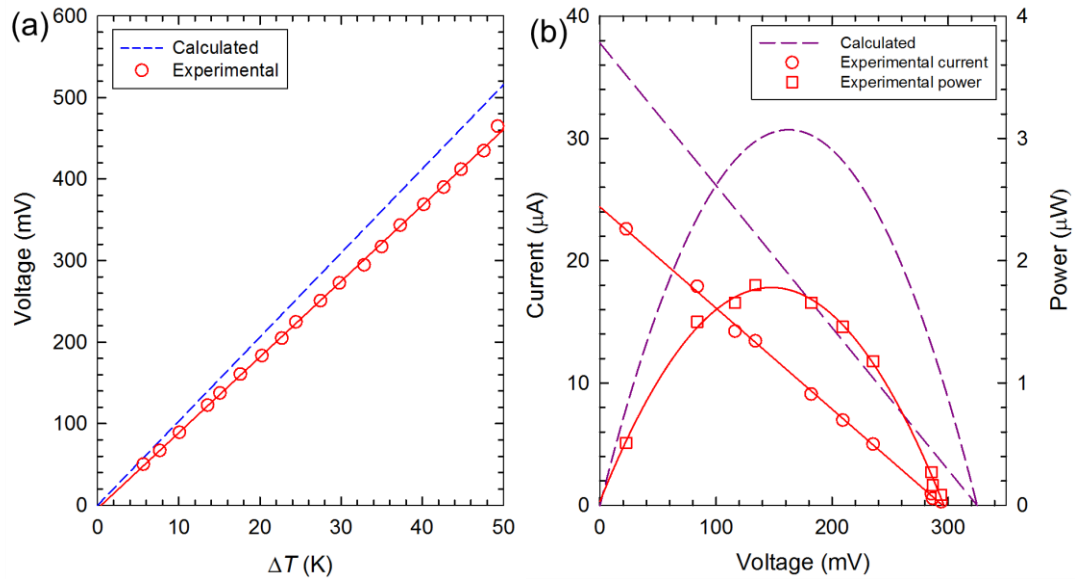 (a)
Calculated
Experimental
600
500
400
300
200
100
0
Voltage (mV)
0
10
20
30
40
50
ΔT (K)
(b)
Calculated
Experimental current
Experimental power
40
30
20
10
0
Current (μA)
4
3
2
1
0
Power (μW)
0
100
200
300
Voltage (mV)